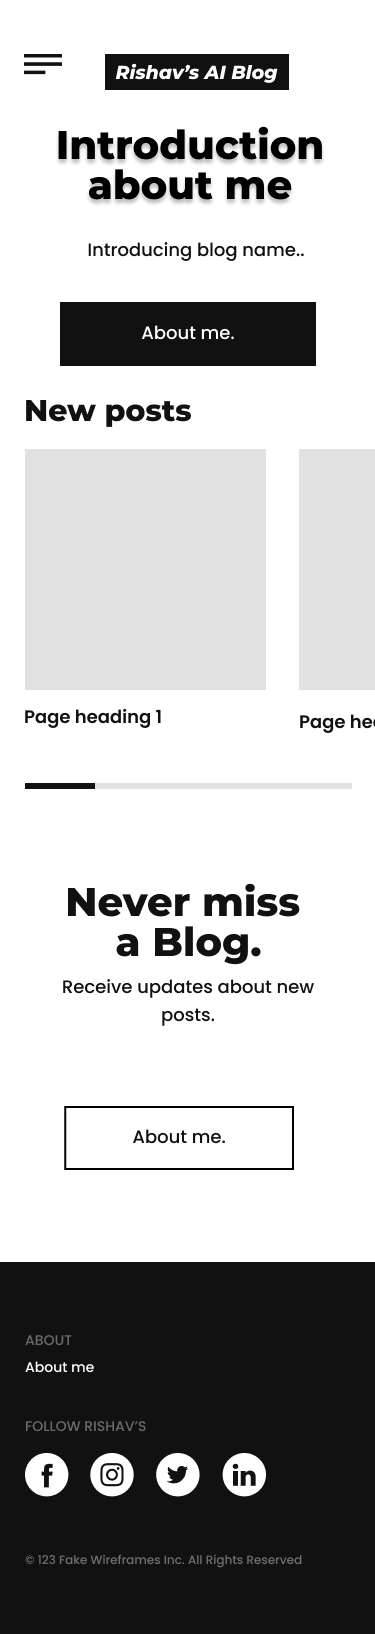 Rishav’s AI Blog
Introduction
about me
Introducing blog name..
About me.
New posts
Page heading 1
Page he
Never miss
a Blog.
Receive updates about new
posts.
About me.
ABOUT
About me
FOLLOW RISHAV’S
© 123 Fake Wireframes Inc. All Rights Reserved